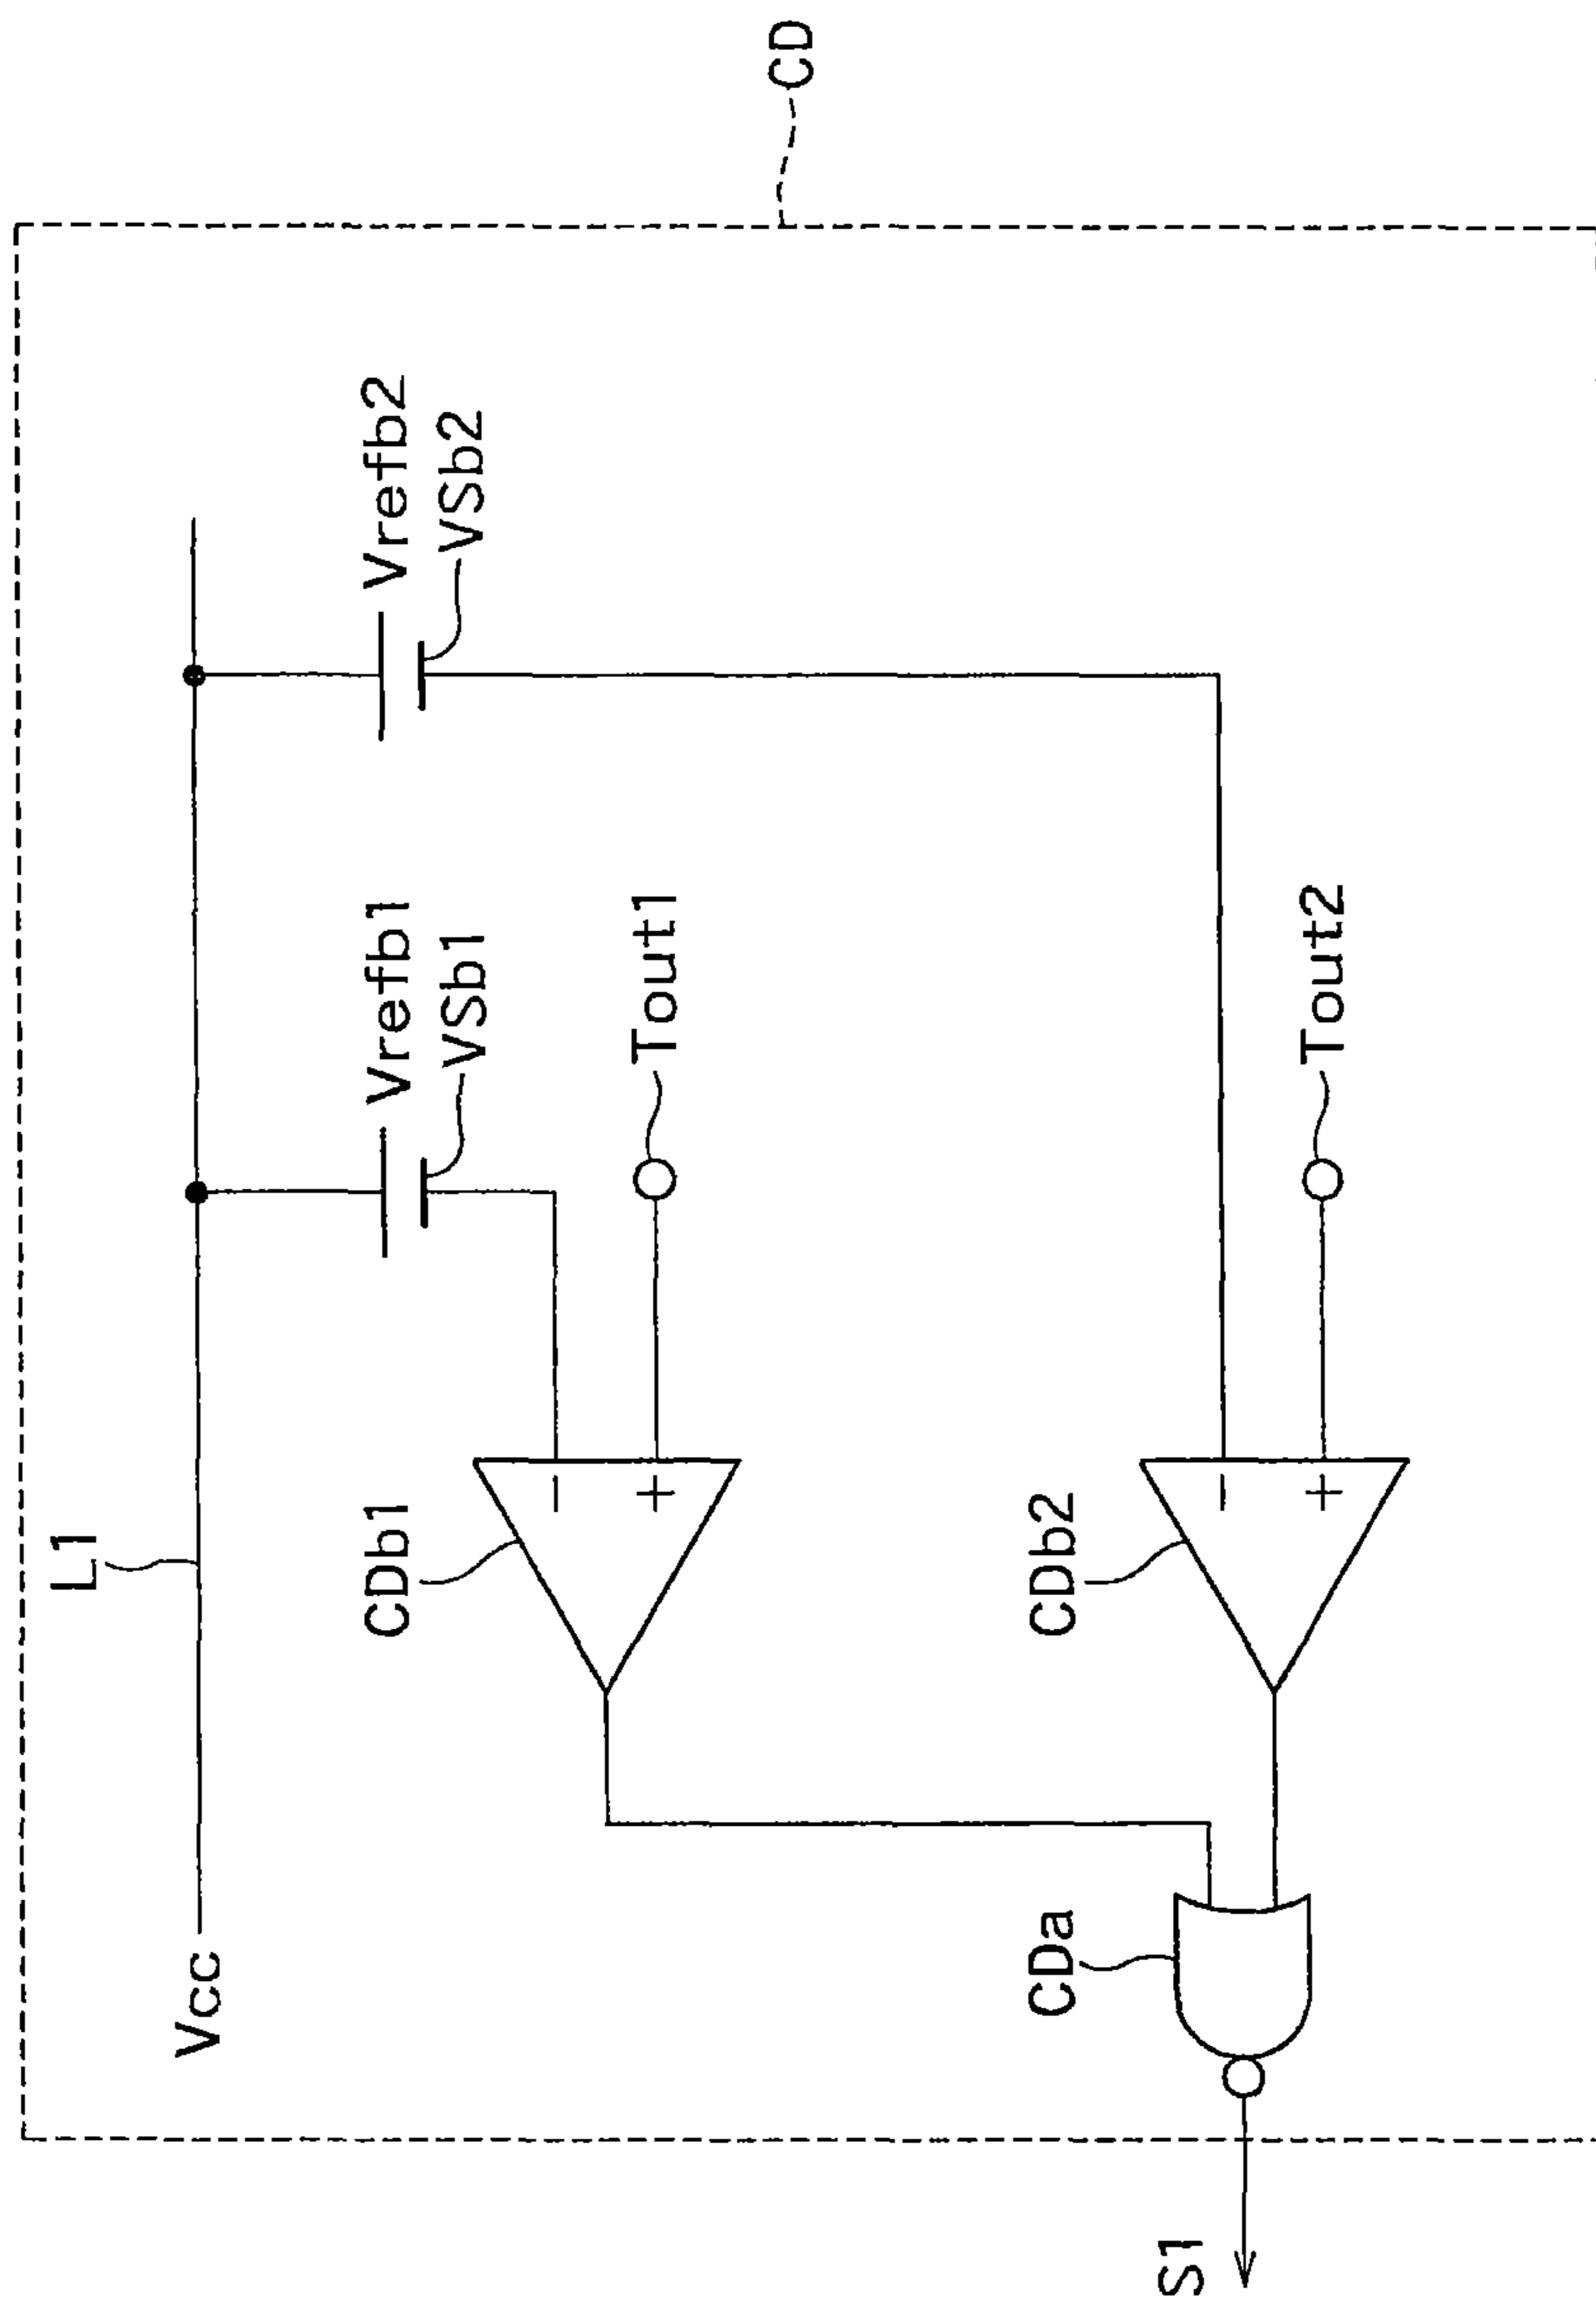 CD
Vrefb2
VSb2
Vrefb1
VSb1
Tout1
Tout2
L1
CDb1
−
+
CDb2
−
+
Vcc
CDa
S1